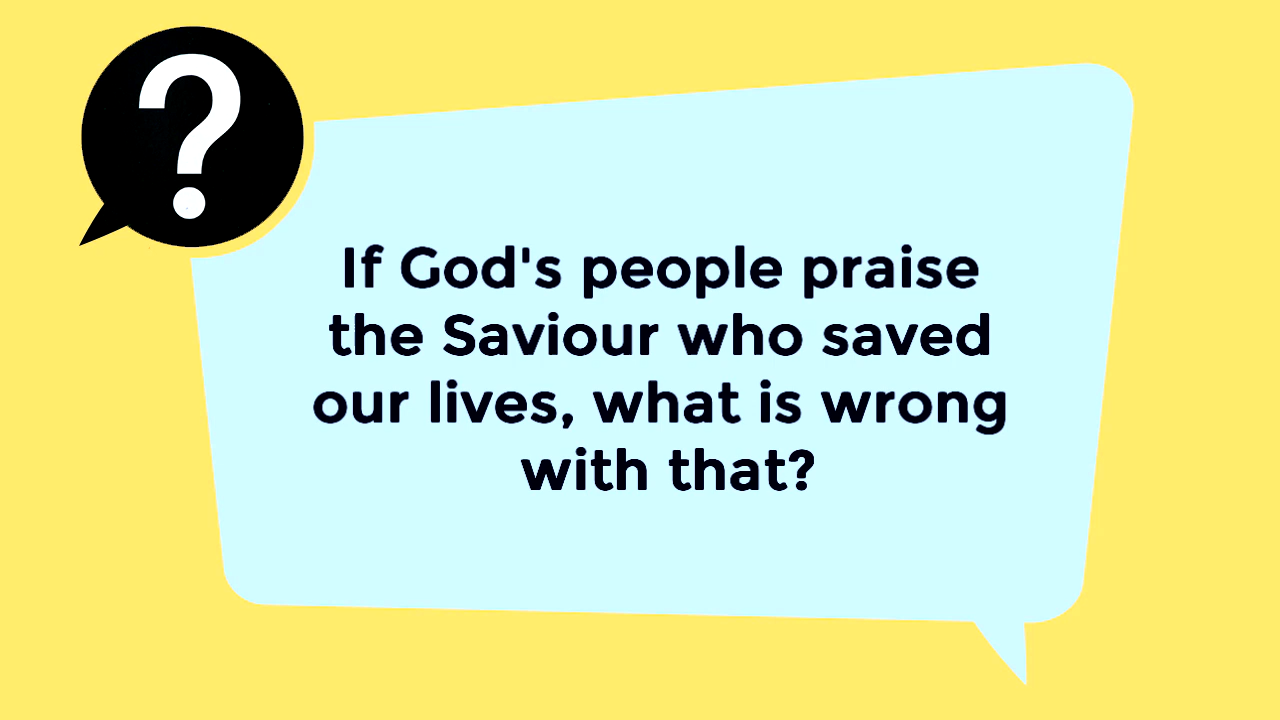 ?
If God's people praise
the Saviour who saved
our lives, what is wrong
with that?